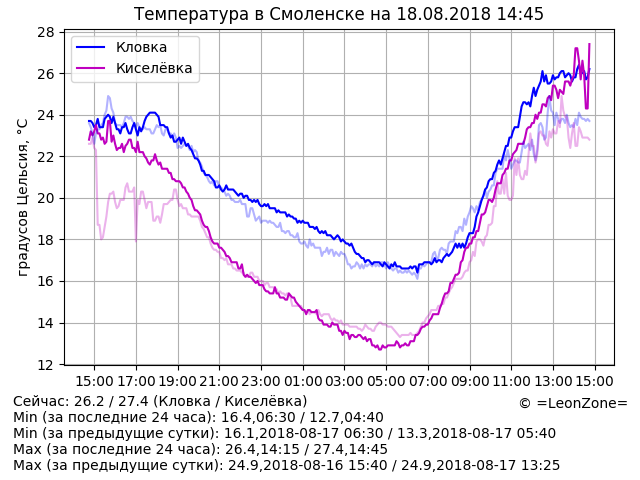 Температура в Смоленске на 18.08.2018 14:45
28
26
24
22
20
18
16
14
12
градусов Цельсия, °C
Кловка
Киселёвка
15:00 17:00 19:00 21:00 23:00 01:00 03:00 05:00 07:00 09:00 11:00 13:00 15:00
Сейчас: 26.2 / 27.4 (Кловка / Киселёвка)
© =LeonZone=
Min (за последние 24 часа): 16.4,06:30 / 12.7,04:40
Min (за предыдущие сутки): 16.1,2018-08-17 06:30 / 13.3,2018-08-17 05:40
Max (за последние 24 часа): 26.4,14:15 / 27.4,14:45
Max (за предыдущие сутки): 24.9,2018-08-16 15:40 / 24.9,2018-08-17 13:25